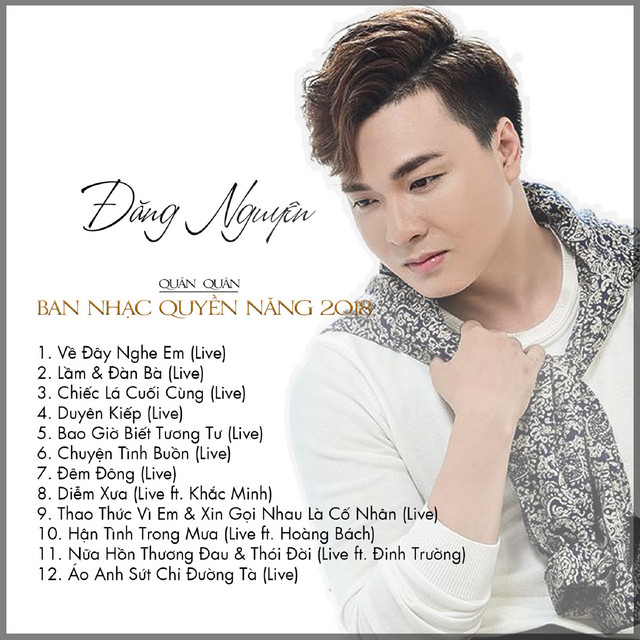 Đăng Nguyễn
QUÁN QUÂN
BAN NHẠC QUYỀN NĂNG 2018
1. Về Đây Nghe Em (Live)
2. Lầm & Đàn Bà (Live)
3. Chiếc Lá Cuối Cùng (Live)
4. Duyên Kiếp (Live)
5. Bao Giờ Biết Tương Tư (Live)
6. Chuyện Tình Buồn (Live)
7. Đêm Đông (Live)
8. Diễm Xưa (Live ft. Khắc Minh)
9. Thao Thức Vì Em & Xin Gọi Nhau Là Cố Nhân (Live)
10. Hận Tình Trong Mưa (Live ft. Hoàng Bách)
11. Nữa Hồn Thương Đau & Thói Đời (Live ft. Đinh Trường)
12. Áo Anh Sứt Chỉ Đường Tà (Live)